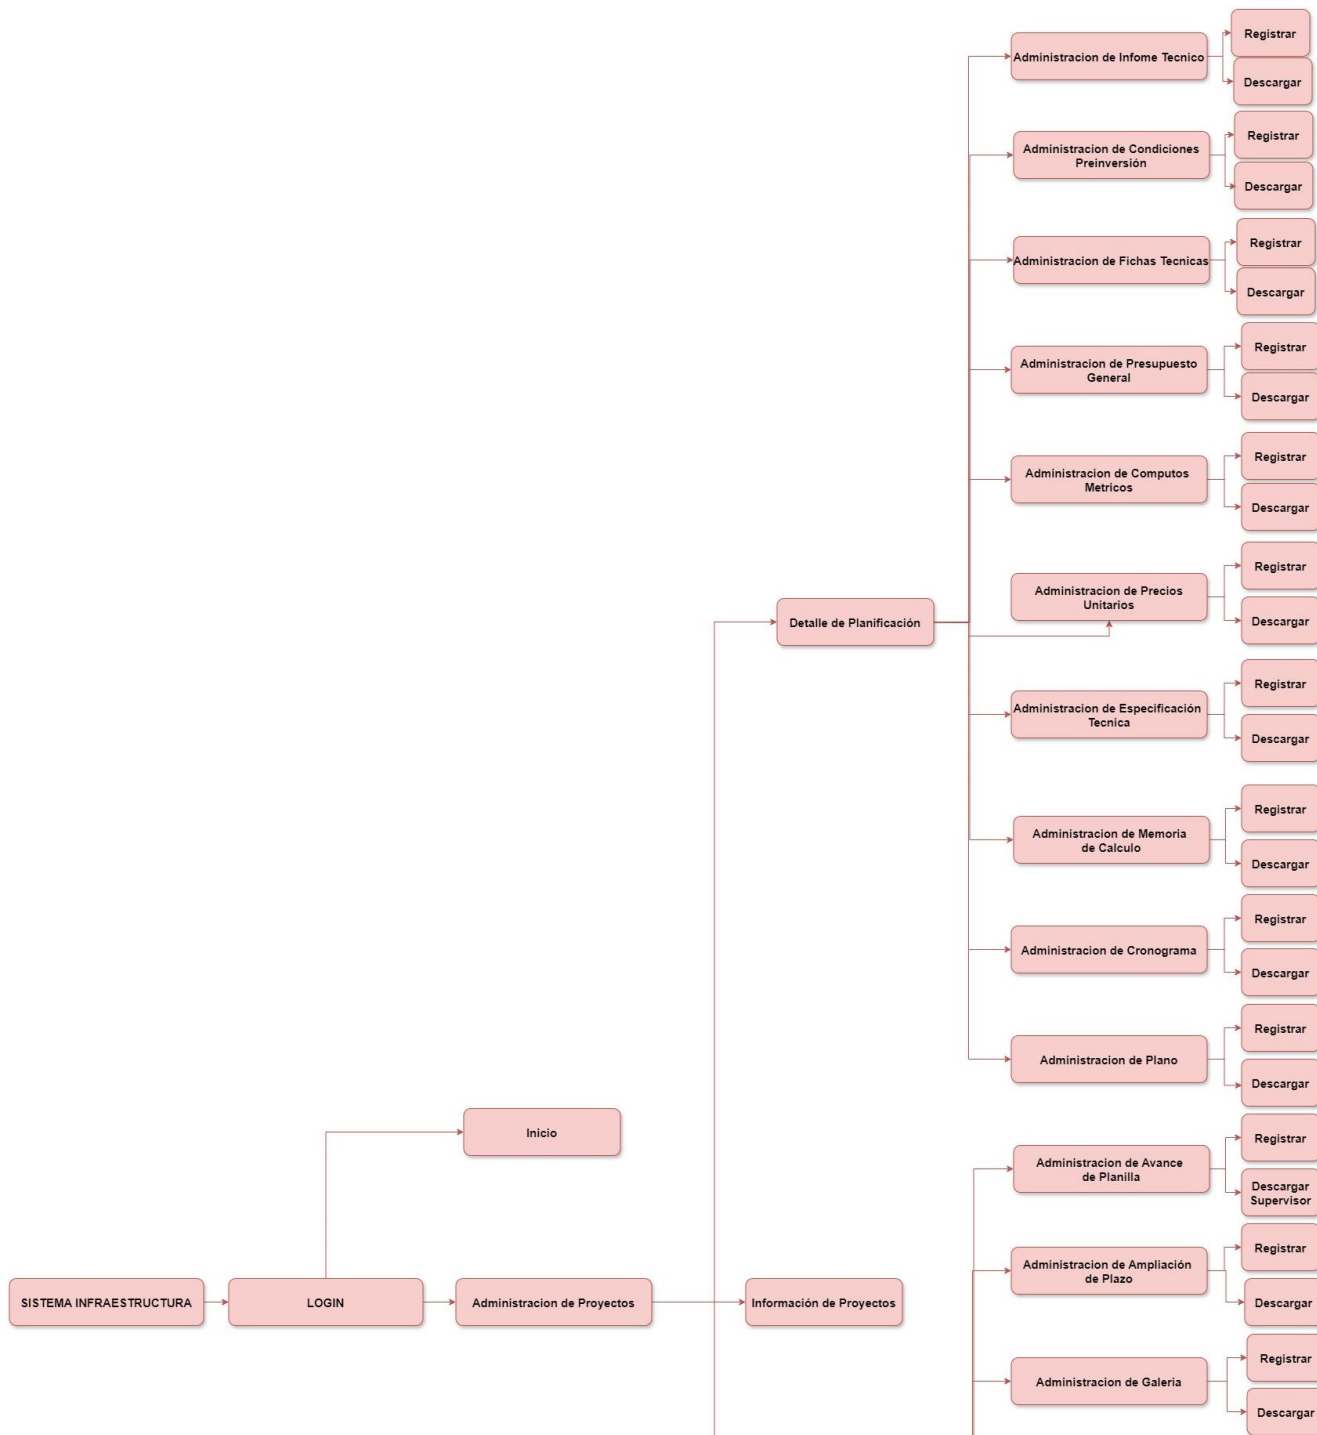 Registrar
Administracion de Infome Tecnico
Descargar
Registrar
Administracion de Condiciones
Preinversión
Descargar
Registrar
Administracion de Fichas Tecnicas
Descargar
Registrar
Administracion de Presupuesto
General
Descargar
Registrar
Administracion de Computos
Metricos
Descargar
Registrar
Administracion de Precios
Unitarios
Descargar
Detalle de Planificación
Registrar
Administracion de Especificación
Tecnica
Descargar
Registrar
Administracion de Memoria
de Calculo
Descargar
Registrar
Administracion de Cronograma
Descargar
Registrar
Administracion de Plano
Descargar
Inicio
Registrar
Administracion de Avance
de Planilla
Descargar
Supervisor
Registrar
Administracion de Ampliación
de Plazo
Descargar
SISTEMA INFRAESTRUCTURA
LOGIN
Administracion de Proyectos
Información de Proyectos
Registrar
Administracion de Galeria
Descargar